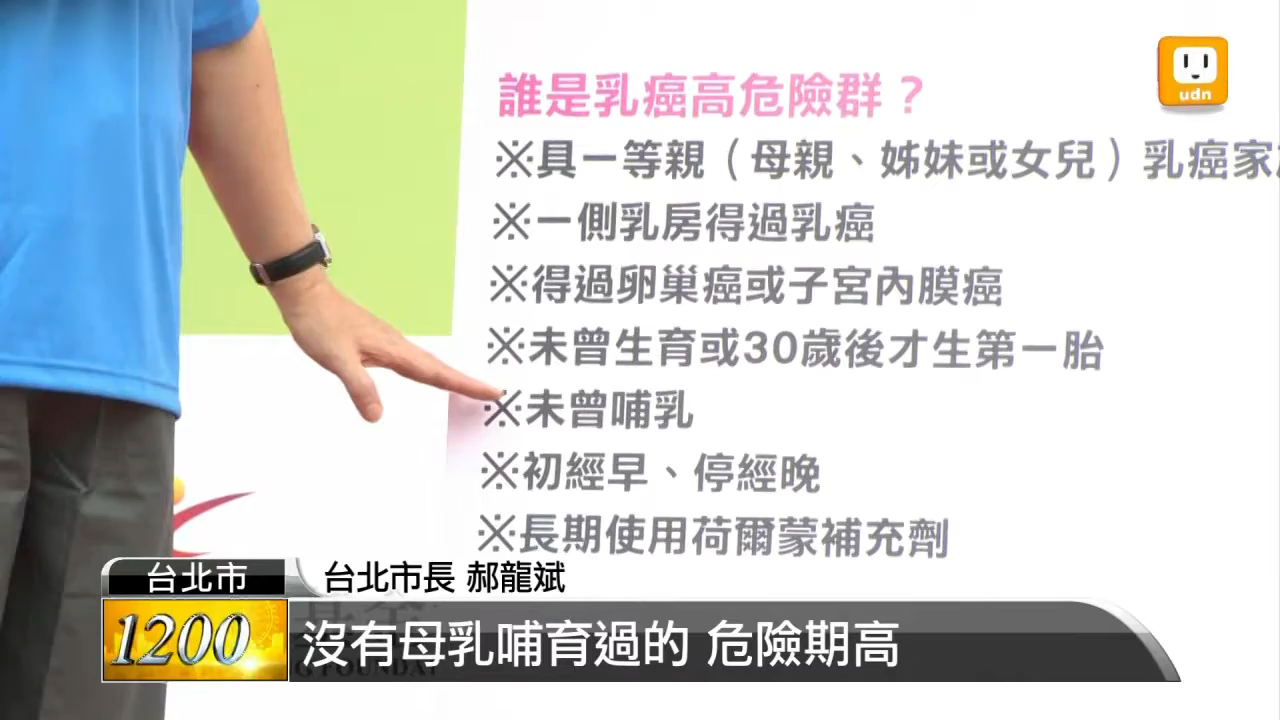 udn
誰是乳癌高危險群？
※具一等親（母親、姊妹或女兒）乳癌家
※一側乳房得過乳癌
※得過卵巢癌或子宮內膜癌
※未曾生育或30歲後才生第一胎
※未曾哺乳
※初經早、停經晚
※長期使用荷爾蒙補充劑
台北市
台北市長 郝龍斌
1200
沒有母乳哺育過的 危險期高